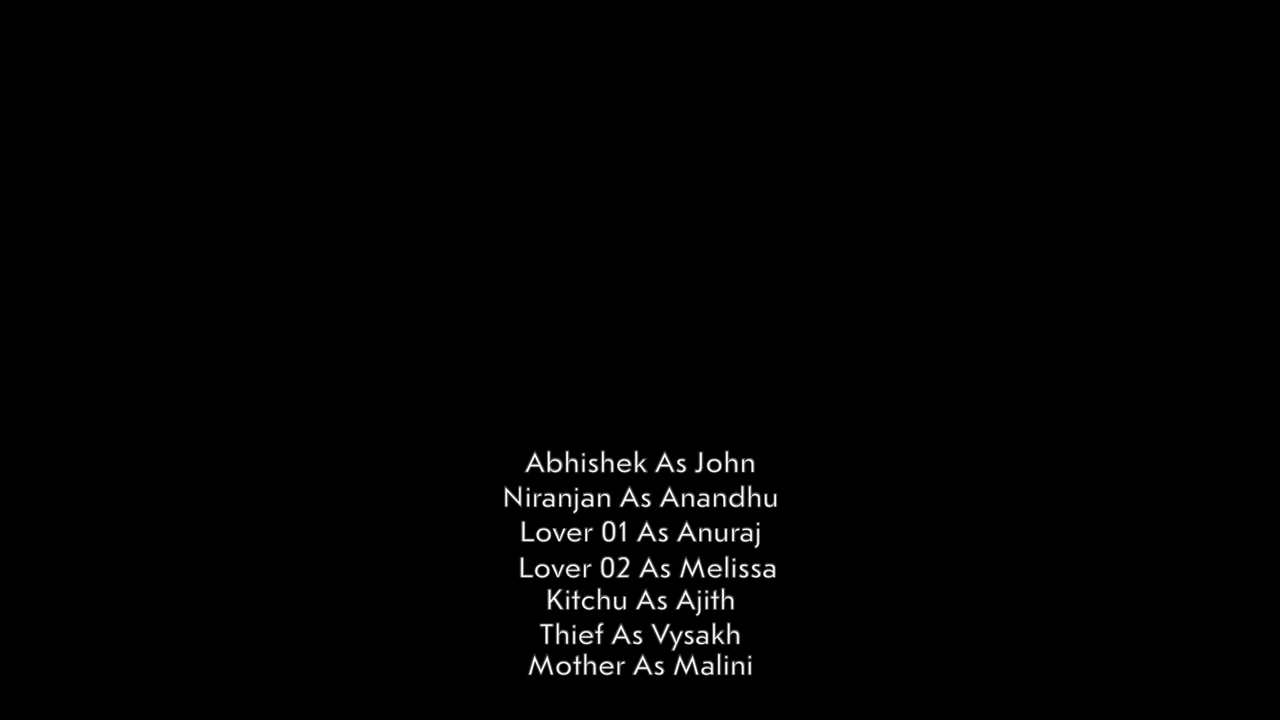 Abhishek As John
Niranjan As Anandhu
Lover 01 As Anuraj
Lover 02 As Melissa
Kitchu As Ajith
Thief As Vysakh
Mother As Malini